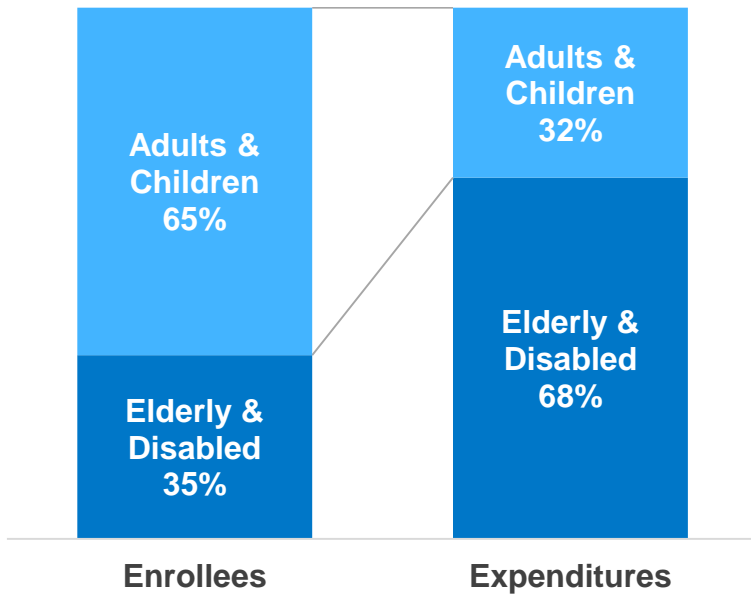 Adults &
Children
65%
Elderly &
Disabled
35%
Enrollees
Adults &
Children
32%
Elderly &
Disabled
68%
Expenditures